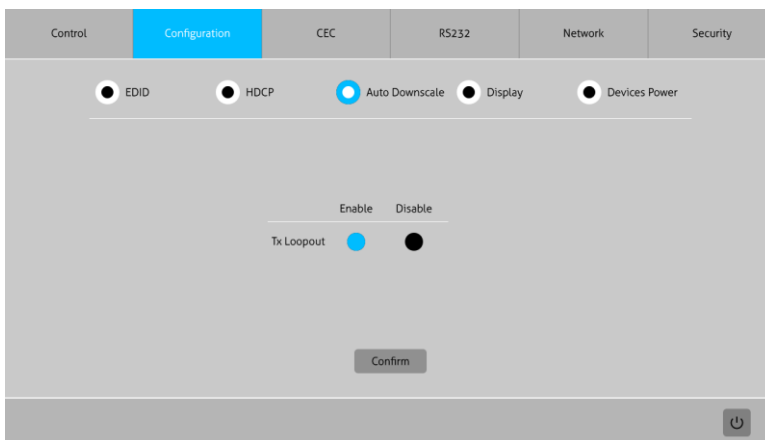 Control Configuration CEC RS232 Network Security
EDID HDCP Auto Downscale Display Devices Power
Enable Disable
Tx Loopout
Confirm